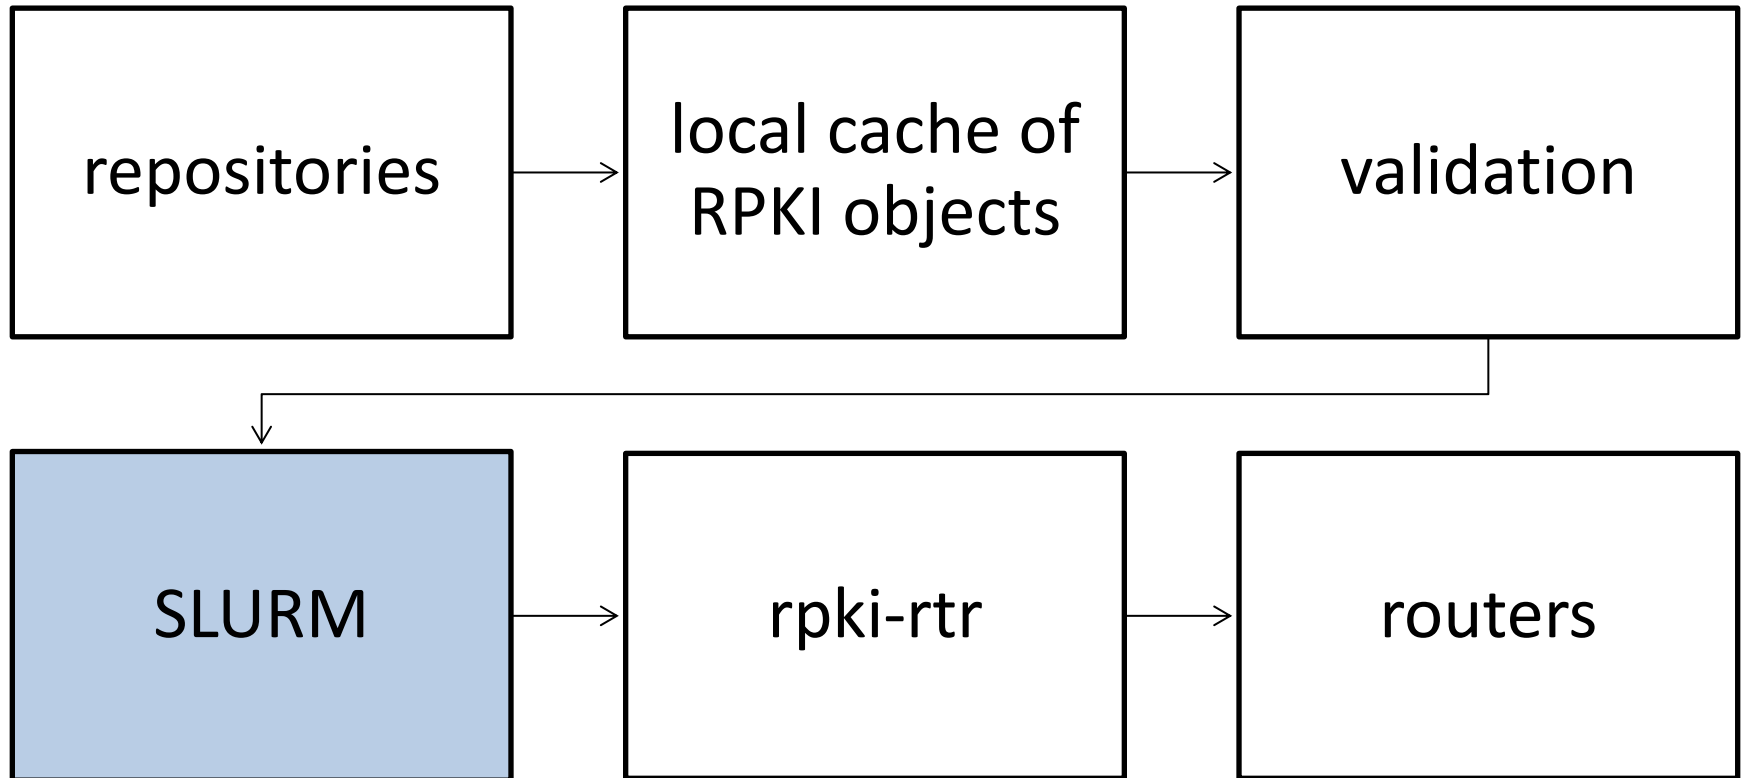 repositories
local cache of
RPKI objects
validation
SLURM
rpki-rtr
routers